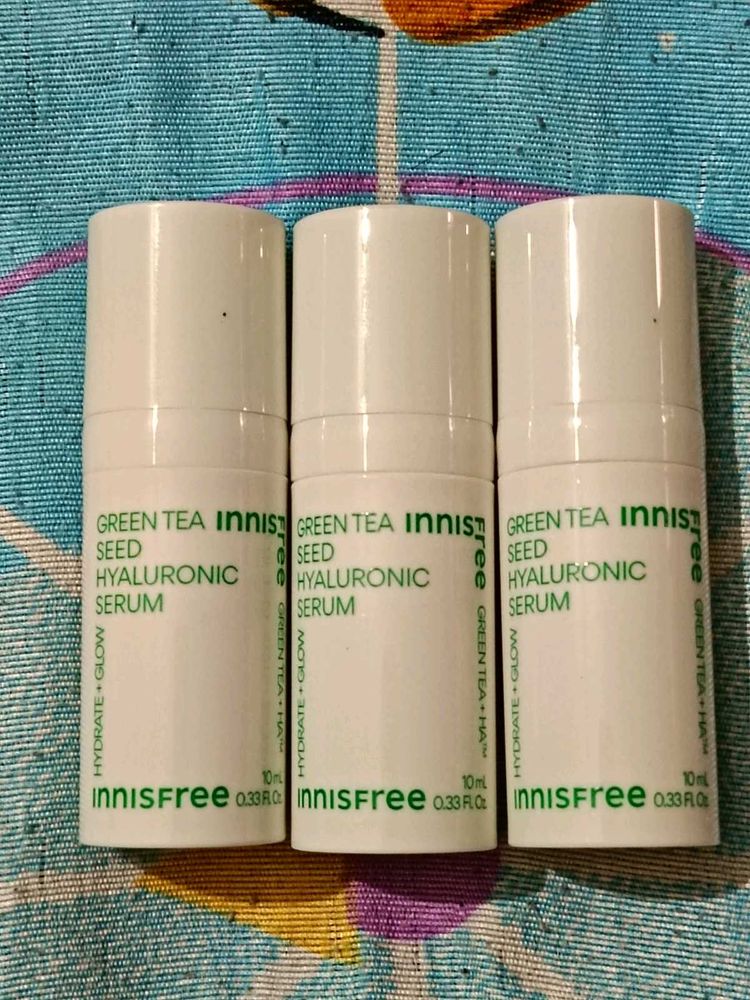 GREEN TEA INNISFree
SEED
HYALURONIC
SERUM
HYDRATE + GLOW
GREEN TEA + HA™
10 mL
INNISFree 0.33 Fl. Oz.
GREEN TEA INNISFree
SEED
HYALURONIC
SERUM
HYDRATE + GLOW
GREEN TEA + HA™
10 mL
INNISFree 0.33 Fl. Oz.
GREEN TEA INNISFree
SEED
HYALURONIC
SERUM
HYDRATE + GLOW
GREEN TEA + HA™
10 mL
INNISFree 0.33 Fl. Oz.